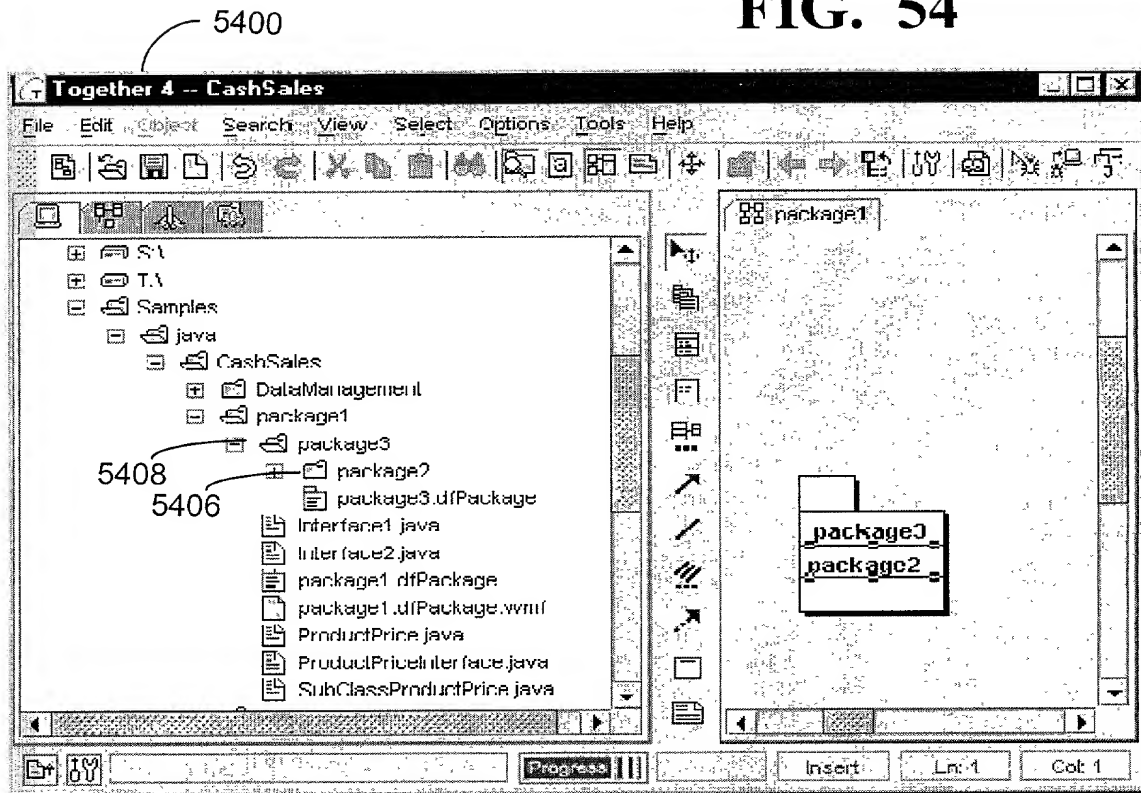 FIG. 54
5400
Together 4 -- CashSales
File Edit Object Search View Select Options Tools Help
package1
S:\
T:\
Samples
java
CashSales
DataManagement
package1
package3
5408
package2
5406
package3.dfPackage
Interface1.java
Interface2.java
package1.dfPackage
package1.dfPackage.wmf
ProductPrice.java
ProductPriceInterface.java
SubClassProductPrice.java
package3
package2
Progress
Insert
Ln: 1
Col: 1